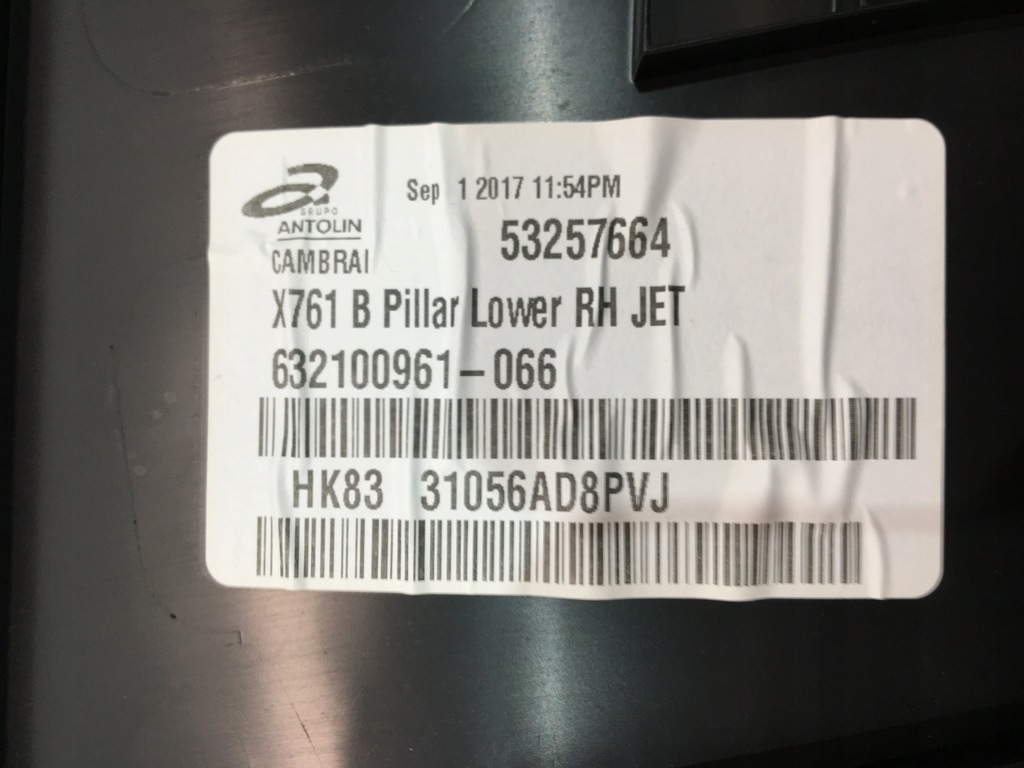 Sep 1 2017 11:54PM
GRUPO
ANTOLIN
53257664
CAMBRAI
X761 B Pillar Lower RH JET
632100961-066
HK83 31056AD8PVJ